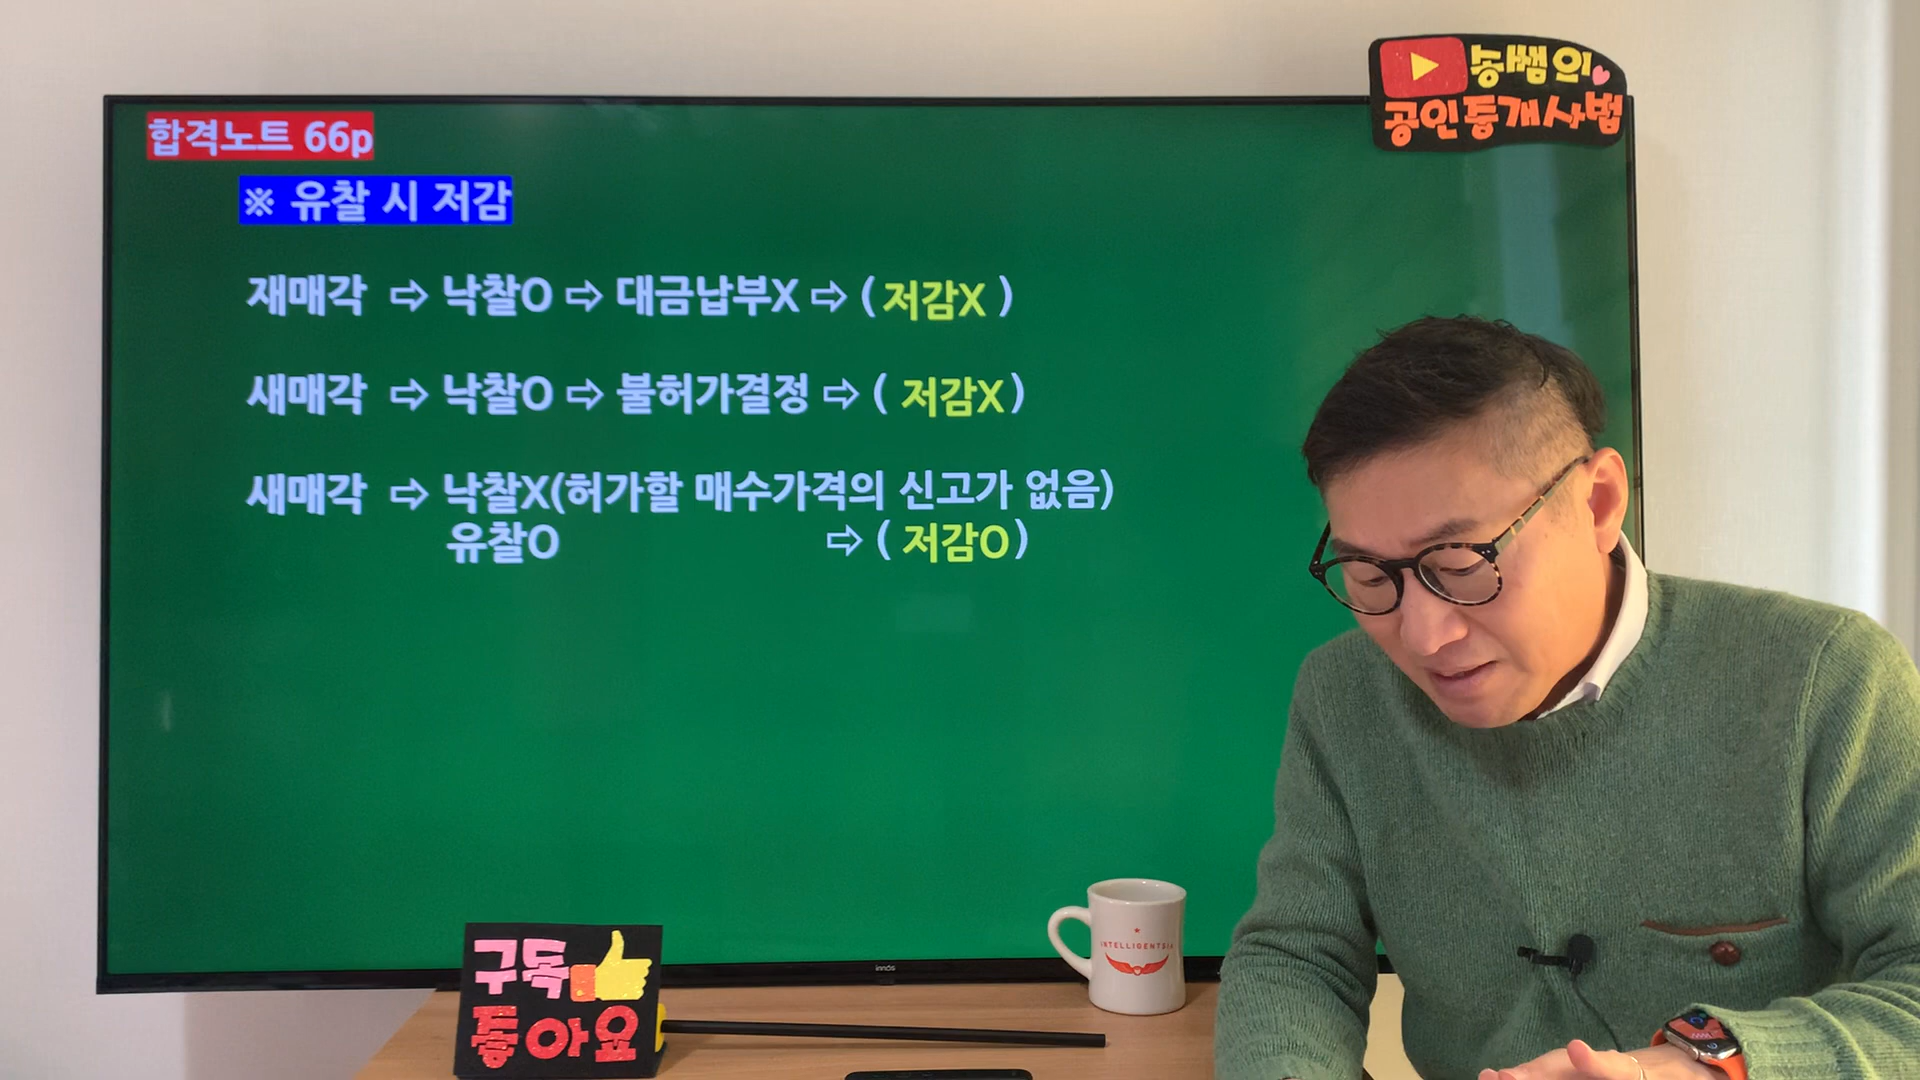 송쌤의
공인중개사법
합격노트 66p
※ 유찰 시 저감
재매각 ⇨ 낙찰O ⇨ 대금납부X ⇨ ( 저감X )
새매각 ⇨ 낙찰O ⇨ 불허가결정 ⇨ ( 저감X )
새매각 ⇨ 낙찰X(허가할 매수가격의 신고가 없음)
유찰O ⇨ ( 저감O )
INTELLIGENTSIA
innos
구독
좋아요